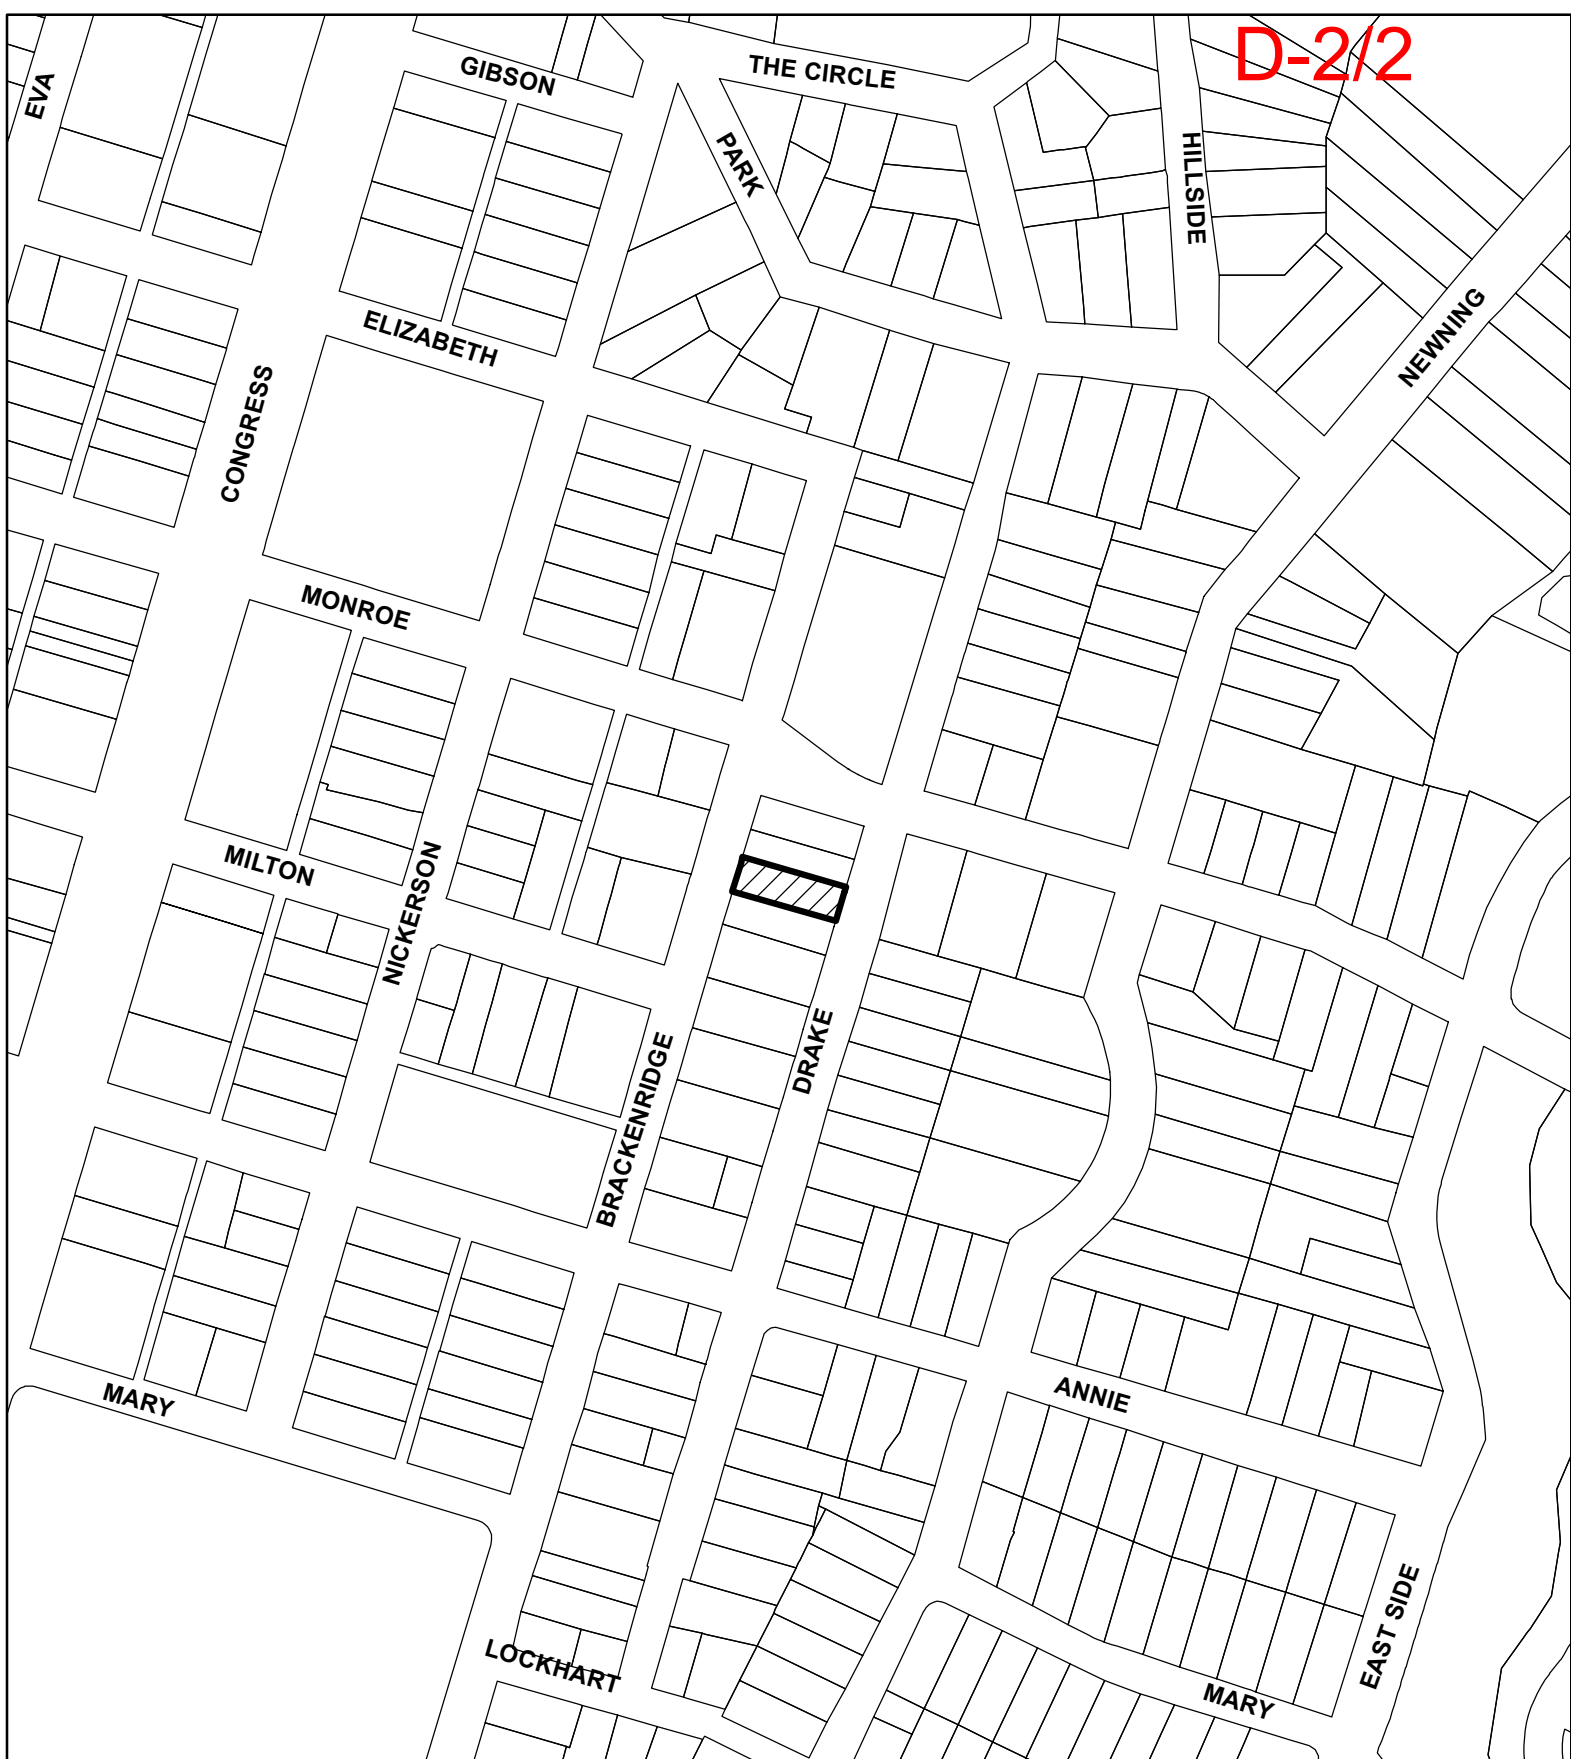 D-2/2
THE CIRCLE
GIBSON
EVA
PARK
HILLSIDE
NEWNING
ELIZABETH
CONGRESS
MONROE
MILTON
NICKERSON
DRAKE
BRACKENRIDGE
MARY
ANNIE
EAST SIDE
LOCKHART
MARY